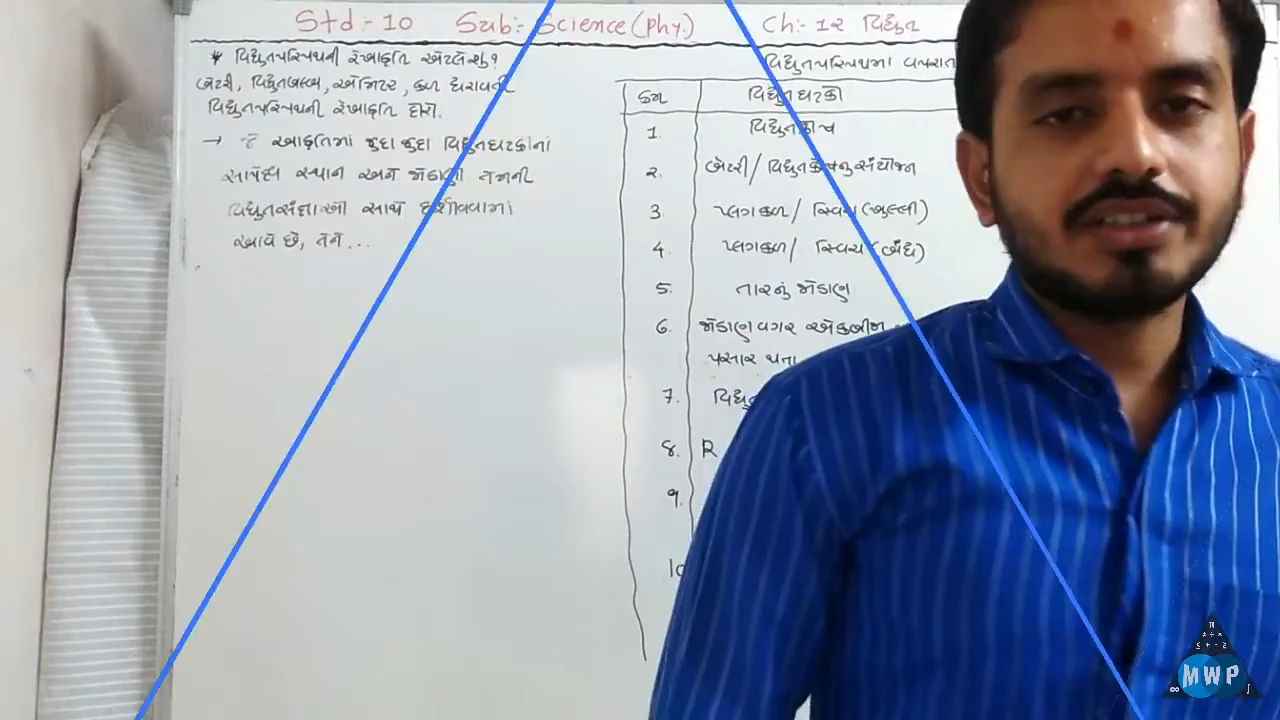 Std:- 10 Sub:- Science (Phy.) Ch:- 12 વિદ્યુત
* વિદ્યુતપરિપથની રેખાકૃતિ એટલે શું?
બેટરી, વિદ્યુતબલ્બ, એમિટર, કળ ધરાવતી
વિદ્યુતપરિપથની રેખાકૃતિ દોરો.
→ જે આકૃતિમાં જુદા જુદા વિદ્યુતઘટકોનાં
સાપેક્ષ સ્થાન અને જોડાણો તેમની
વિદ્યુતસંજ્ઞાઓ સાથે દર્શાવવામાં
આવે છે, તેને ...
વિદ્યુતપરિપથમાં વપરાત
ક્રમ વિદ્યુતઘટકો
1. વિદ્યુતકોષ
2. બેટરી / વિદ્યુતકોષનું સંયોજન
3 પ્લગકળ / સ્વિચ (ખુલ્લી)
4 પ્લગકળ / સ્વિચ (બંધ)
5. તારનું જોડાણ
6. જોડાણ વગર એકબીજા
પસાર થતા
7. વિદ્યુ
8. R
9.
10
MWP